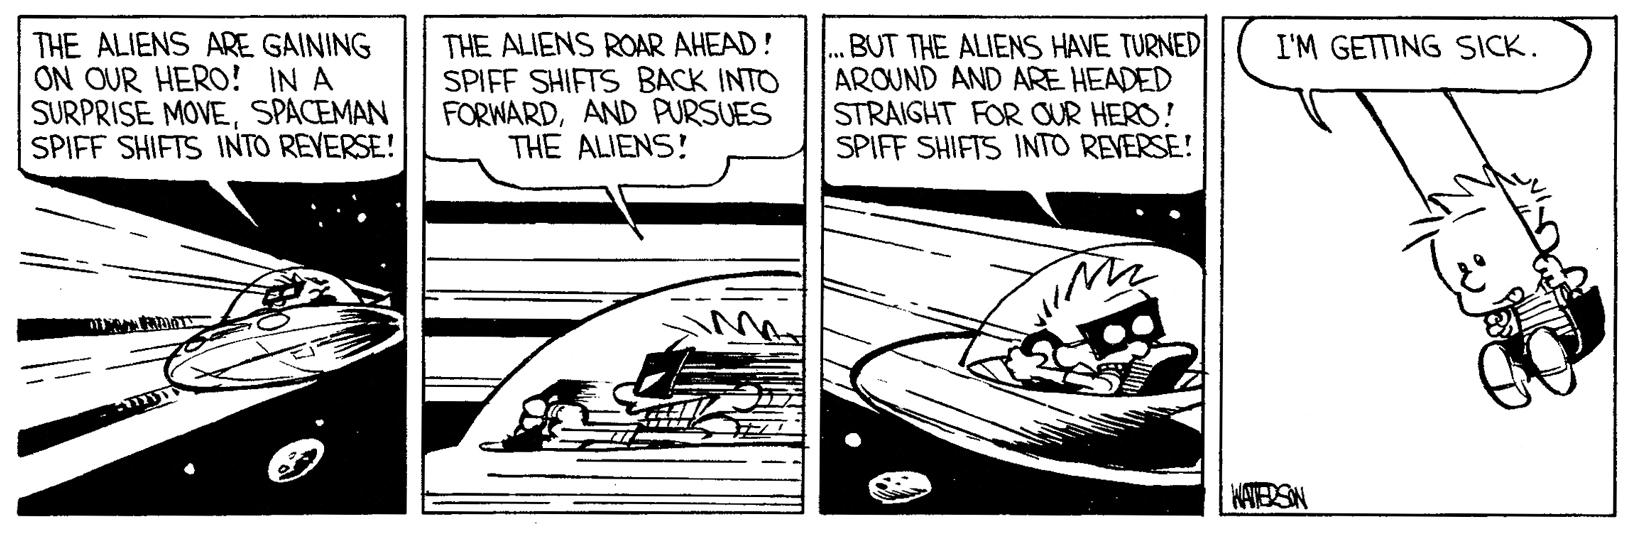 THE ALIENS ARE GAINING
ON OUR HERO! IN A
SURPRISE MOVE, SPACEMAN
SPIFF SHIFTS INTO REVERSE!
THE ALIENS ROAR AHEAD!
SPIFF SHIFTS BACK INTO
FORWARD, AND PURSUES
THE ALIENS!
...BUT THE ALIENS HAVE TURNED
AROUND AND ARE HEADED
STRAIGHT FOR OUR HERO!
SPIFF SHIFTS INTO REVERSE!
I'M GETTING SICK.
WATTERSON